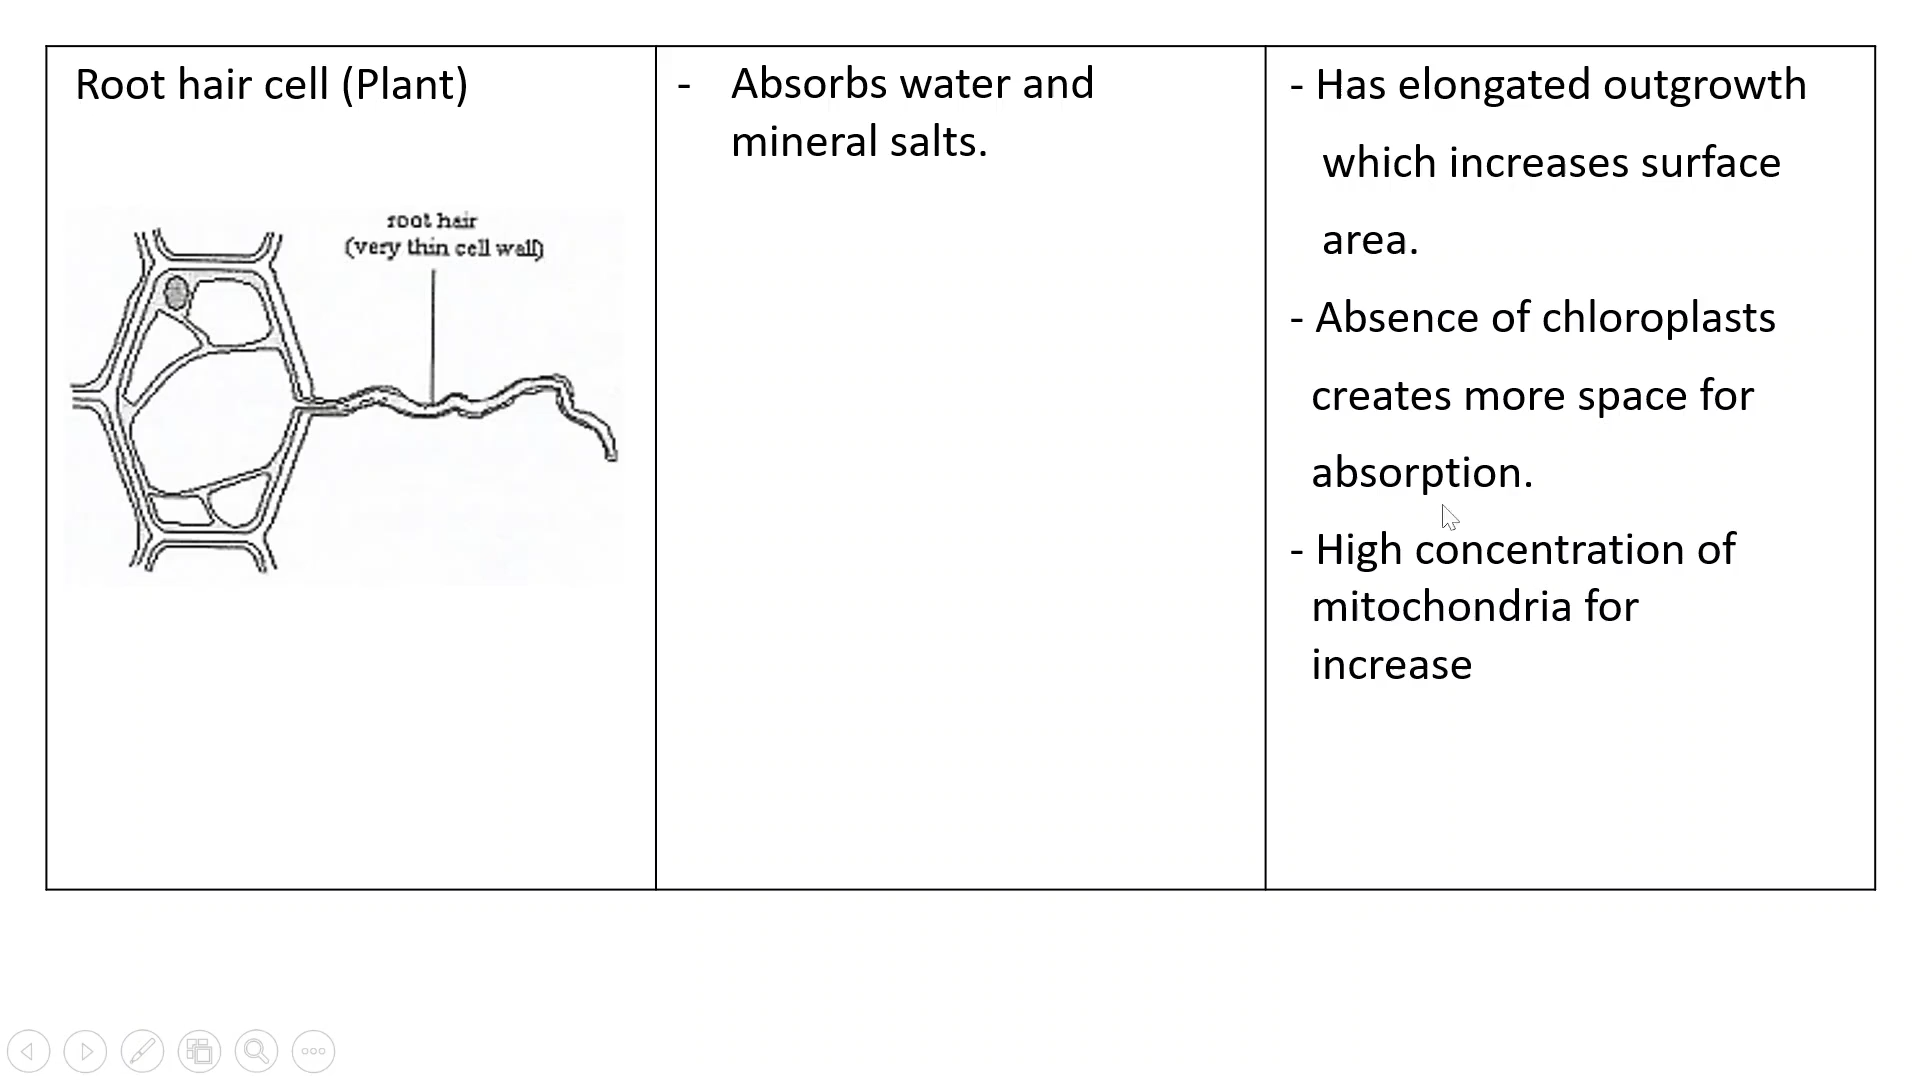 Root hair cell (Plant)
root hair
(very thin cell wall)
- Absorbs water and
mineral salts.
- Has elongated outgrowth
which increases surface
area.
- Absence of chloroplasts
creates more space for
absorption.
- High concentration of
mitochondria for
increase